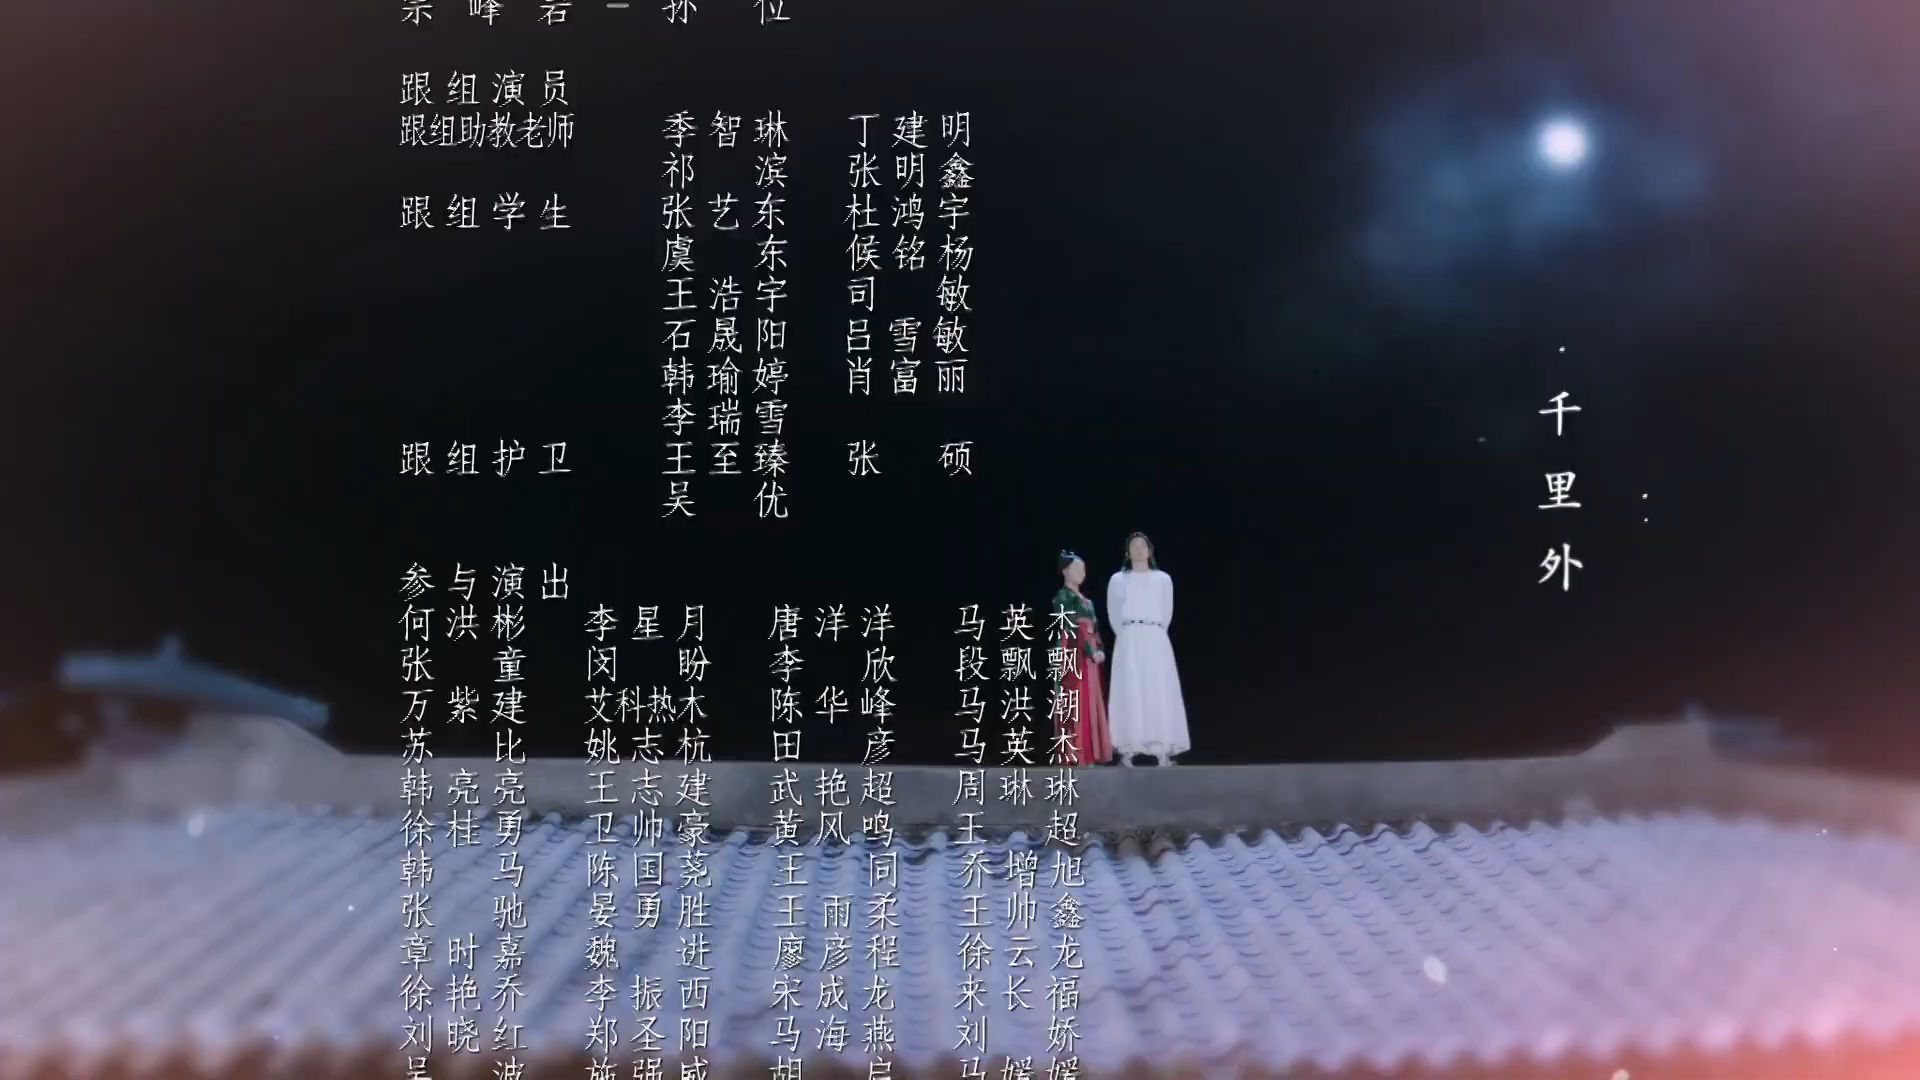 跟组演员
跟组助教老师 季智琳 丁建明
祁滨 张明鑫
跟组学生 张艺东 杜鸿宇
虞东 候铭杨
王浩宇 司敏
石晟阳 吕雪敏
韩瑜婷 肖富丽
李瑞雪
跟组护卫 王至臻 张硕
吴优
参与演出
何洪彬 李星月 唐洋洋 马英杰
张童 闵盼 李欣 段飘飘
万紫建 艾科热木 陈华峰 马洪潮
苏比 姚志杭 田彦 马英杰
韩亮亮 王志建 武艳超 周琳琳
徐桂勇 卫帅豪 黄风鸣 王超
韩马 陈国荛 王同 乔增旭
张驰 晏勇胜 王雨柔 王帅鑫
章时嘉 魏进 廖彦程 徐云龙
徐艳乔 李振西 宋成龙 来长福
刘晓红 郑圣阳 马海燕 刘娇
千里外